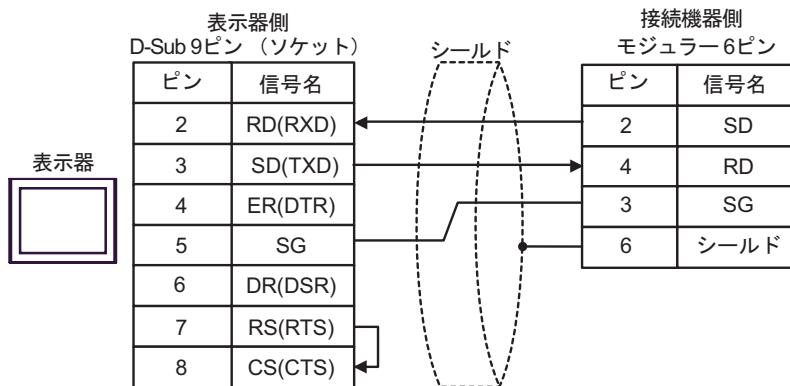 表示器側
D-Sub 9ピン （ソケット）
シールド
接続機器側
モジュラー 6ピン
表示器
ピン 信号名
2 RD(RXD)
3 SD(TXD)
4 ER(DTR)
5 SG
6 DR(DSR)
7 RS(RTS)
8 CS(CTS)
ピン 信号名
2 SD
4 RD
3 SG
6 シールド